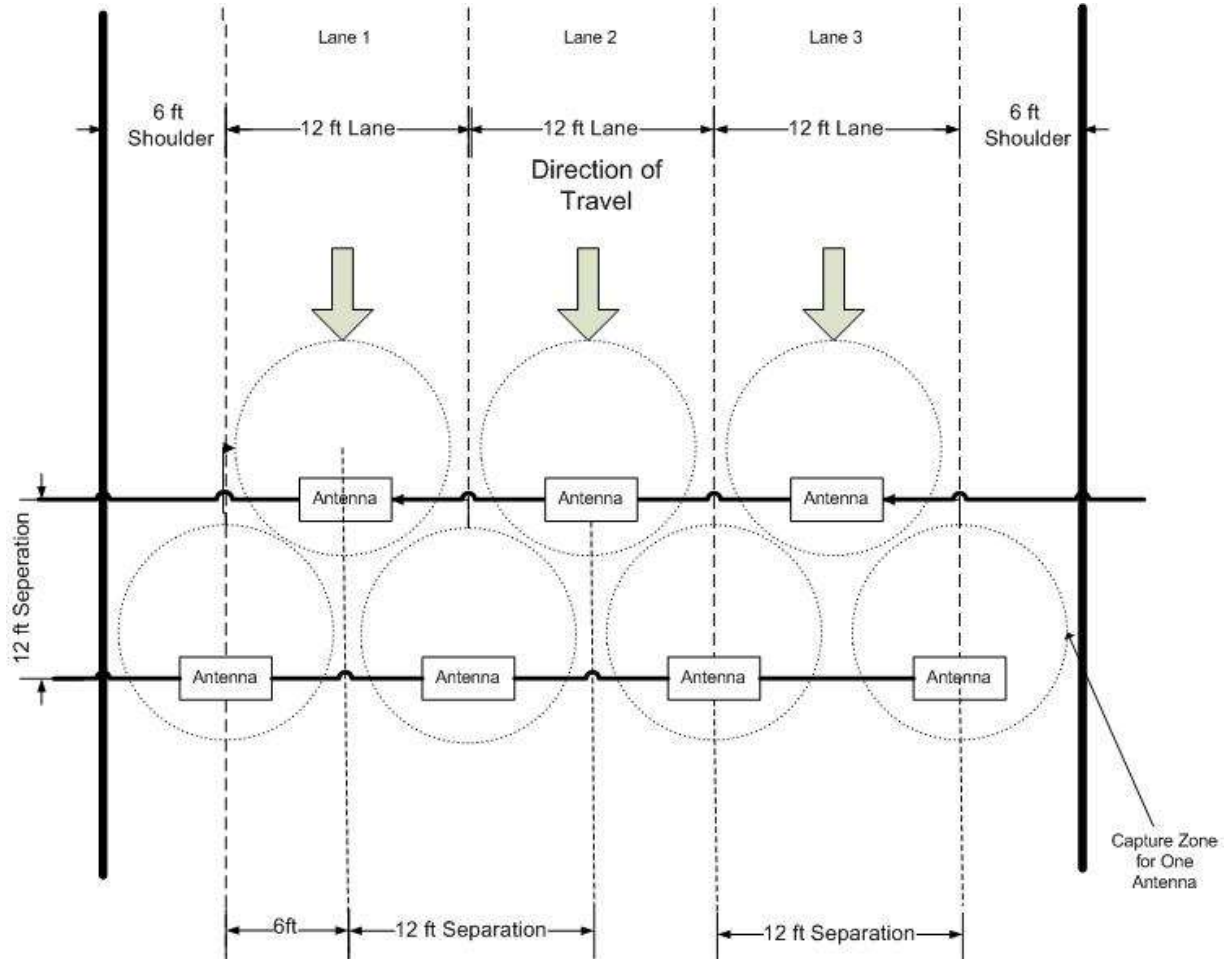 Lane 1
Lane 2
Lane 3
6 ft
Shoulder
12 ft Lane
12 ft Lane
12 ft Lane
6 ft
Shoulder
Direction of
Travel
Antenna
Antenna
Antenna
12 ft Seperation
Antenna
Antenna
Antenna
Antenna
Capture Zone
for One
Antenna
6ft
12 ft Separation
12 ft Separation